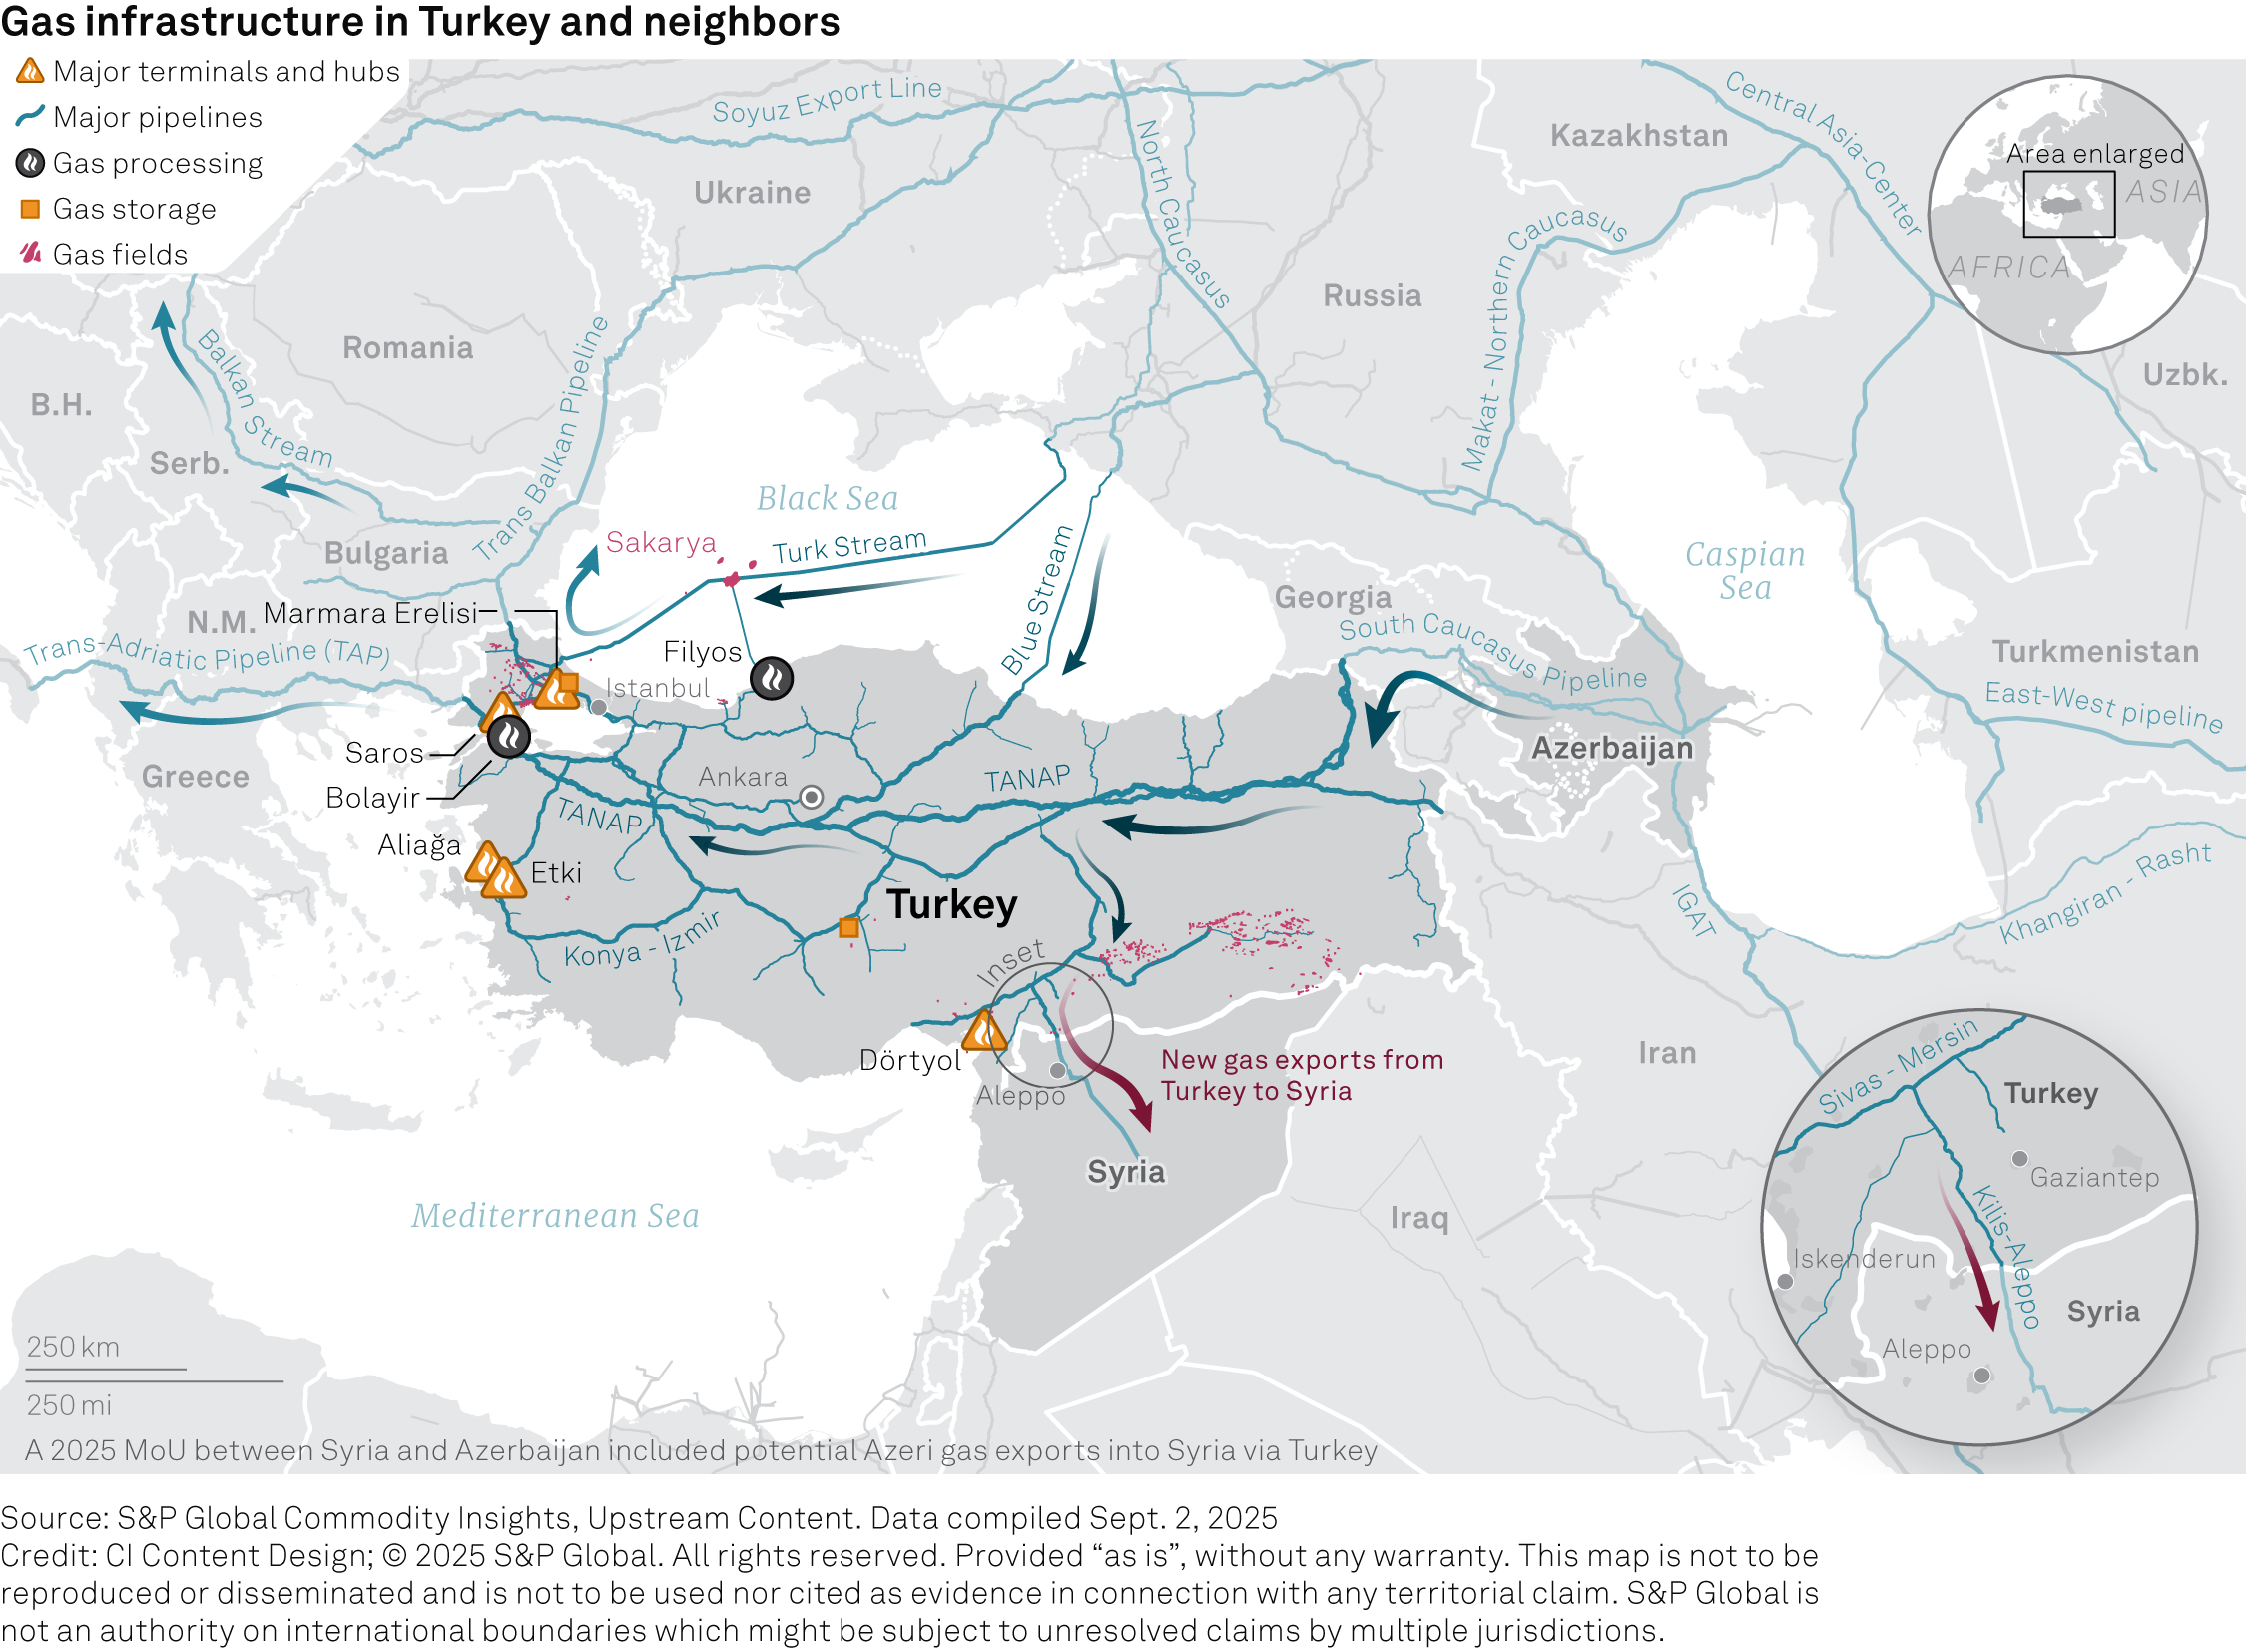 Gas infrastructure in Turkey and neighbors
Major terminals and hubs
Major pipelines
Gas processing
Gas storage
Gas fields
Soyuz Export Line
Ukraine
North Caucasus
Kazakhstan
Central Asia-Center
Area enlarged
ASIA
AFRICA
Makat - Northern Caucasus
Russia
Romania
Balkan Stream
Trans Balkan Pipeline
B.H.
Serb.
Uzbk.
Black Sea
Bulgaria
Sakarya
Turk Stream
Blue Stream
Caspian
Sea
Georgia
South Caucasus Pipeline
N.M.
Marmara Erelisi
Trans-Adriatic Pipeline (TAP)
Filyos
Istanbul
Turkmenistan
East-West pipeline
Saros
Greece
Bolayir
Ankara
TANAP
Azerbaijan
TANAP
Aliağa
Etki
Turkey
Konya - Izmir
IGAT
Khangiran - Rasht
Inset
Dörtyol
Aleppo
New gas exports from
Turkey to Syria
Iran
Syria
Iraq
Mediterranean Sea
Sivas - Mersin
Turkey
Gaziantep
Kilis-Aleppo
Iskenderun
Syria
Aleppo
250 km
250 mi
A 2025 MoU between Syria and Azerbaijan included potential Azeri gas exports into Syria via Turkey
Source: S&P Global Commodity Insights, Upstream Content. Data compiled Sept. 2, 2025
Credit: CI Content Design; © 2025 S&P Global. All rights reserved. Provided “as is”, without any warranty. This map is not to be
reproduced or disseminated and is not to be used nor cited as evidence in connection with any territorial claim. S&P Global is
not an authority on international boundaries which might be subject to unresolved claims by multiple jurisdictions.